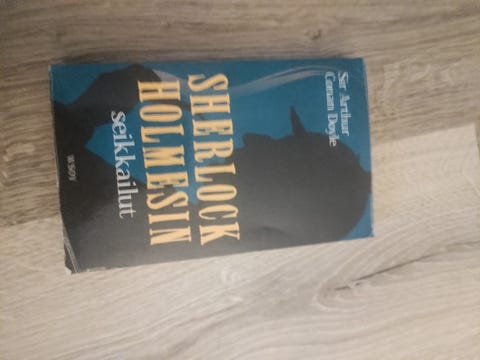 Sir Arthur
Conan Doyle
SHERLOCK
HOLMESIN
seikkailut
WSOY